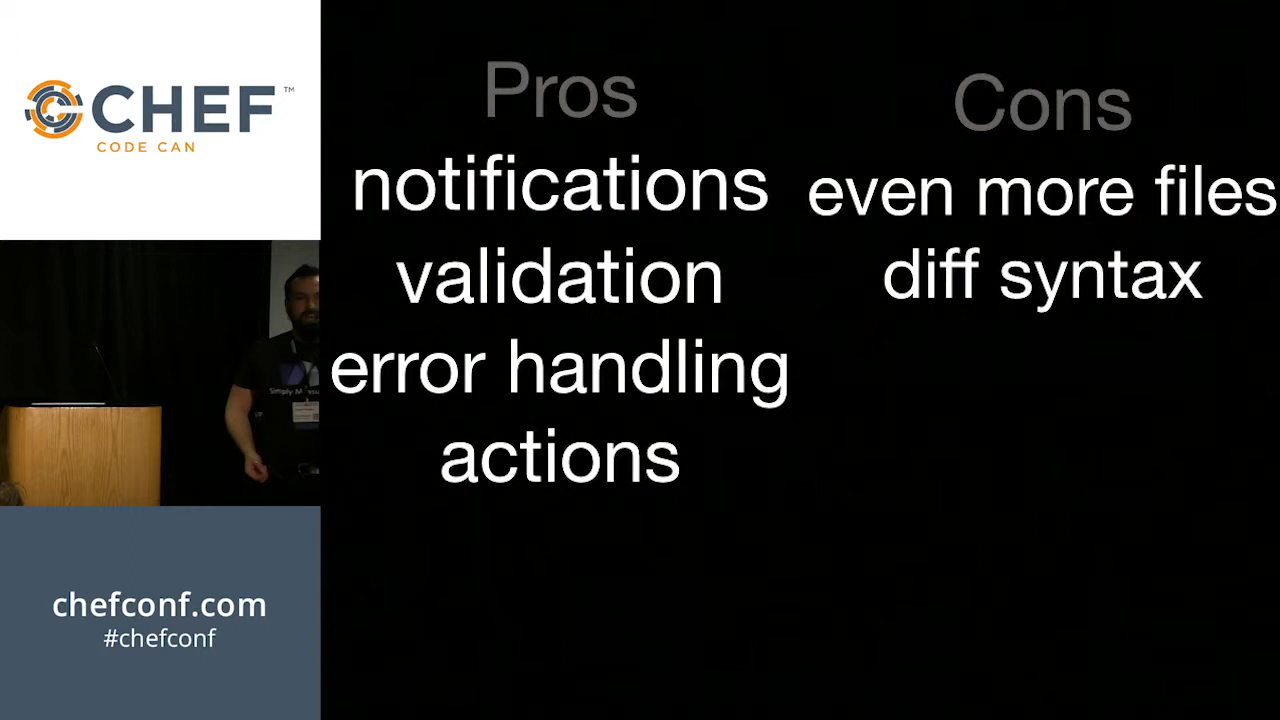 CHEF™
CODE CAN
Pros
notifications
validation
error handling
actions
Cons
even more files
diff syntax
chefconf.com
#chefconf